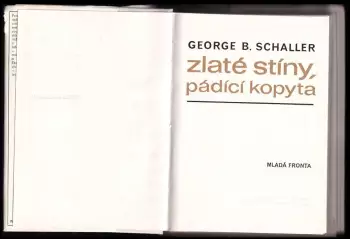 GEORGE B. SCHALLER
zlaté stíny,
pádící kopyta
MLADÁ FRONTA